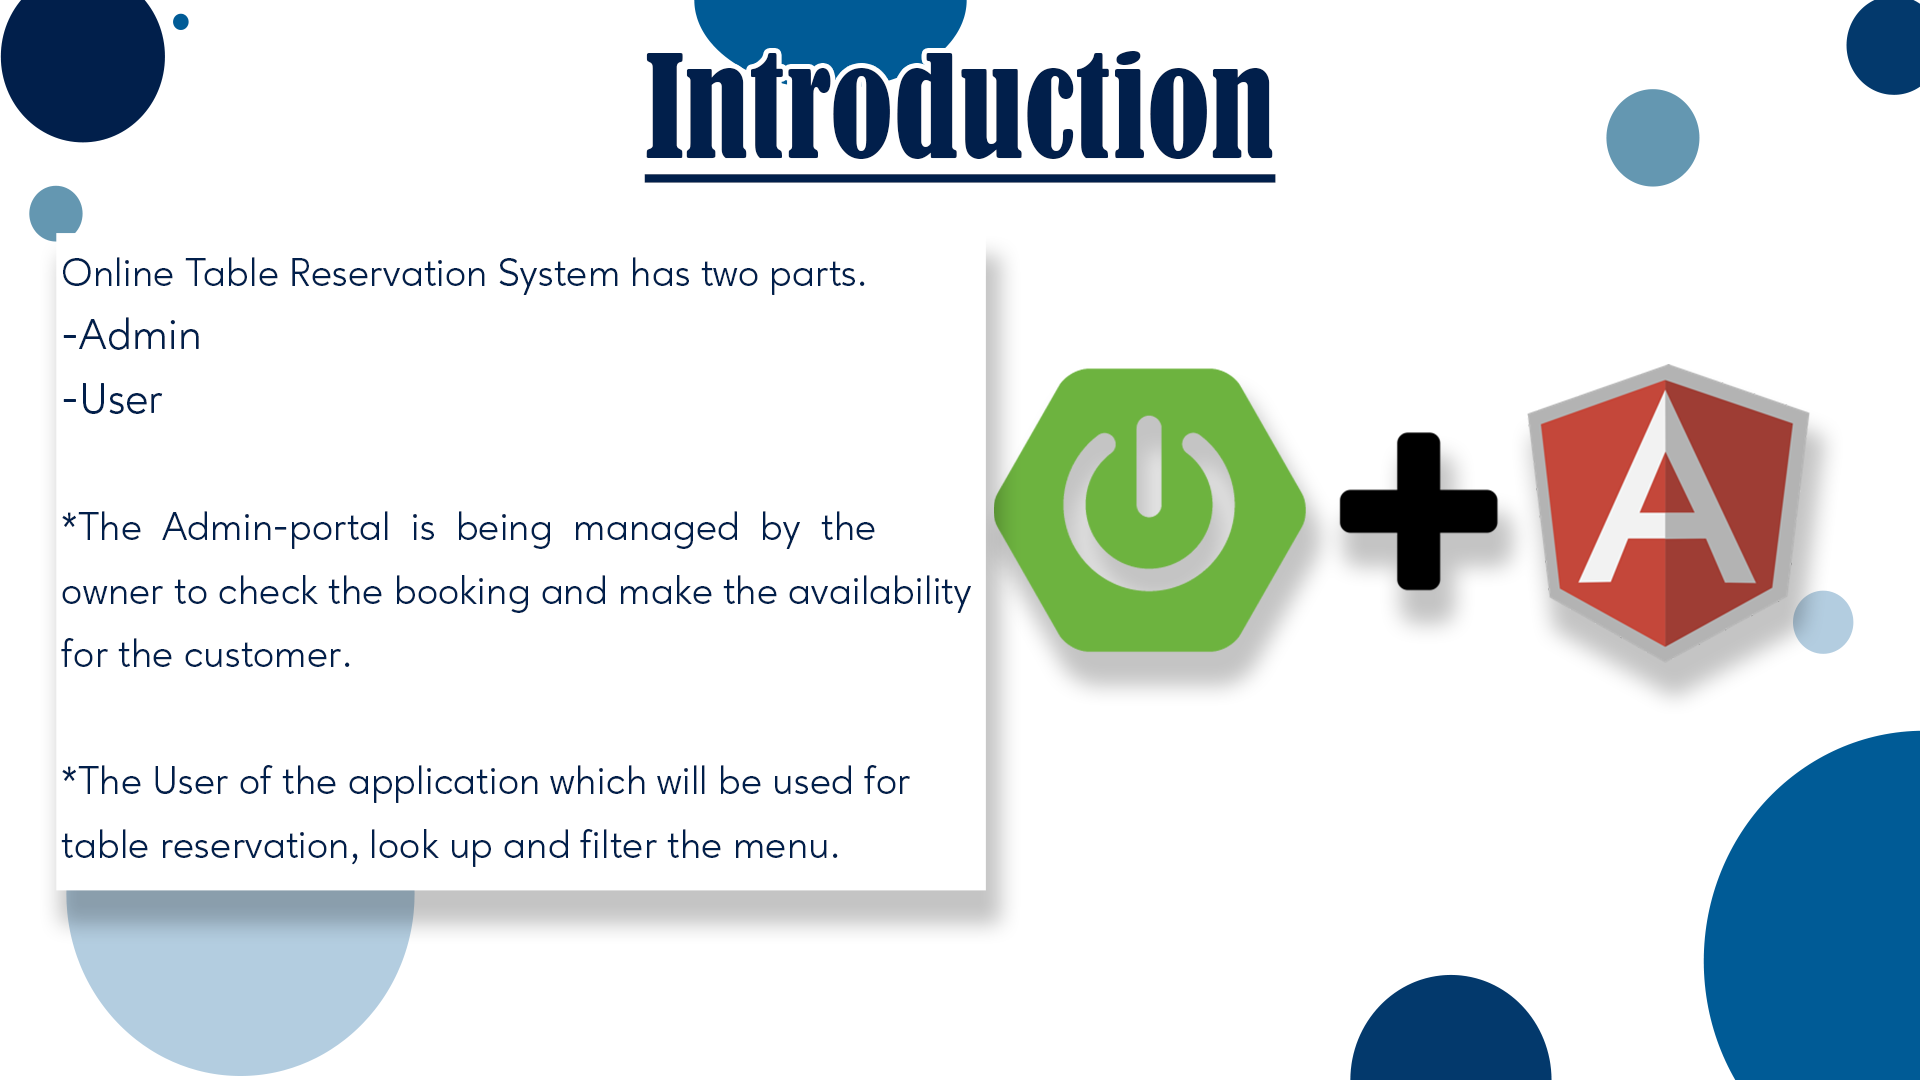 Introduction
Online Table Reservation System has two parts.
-Admin
-User
*The Admin-portal is being managed by the
owner to check the booking and make the availability
for the customer.
*The User of the application which will be used for
table reservation, look up and filter the menu.
A